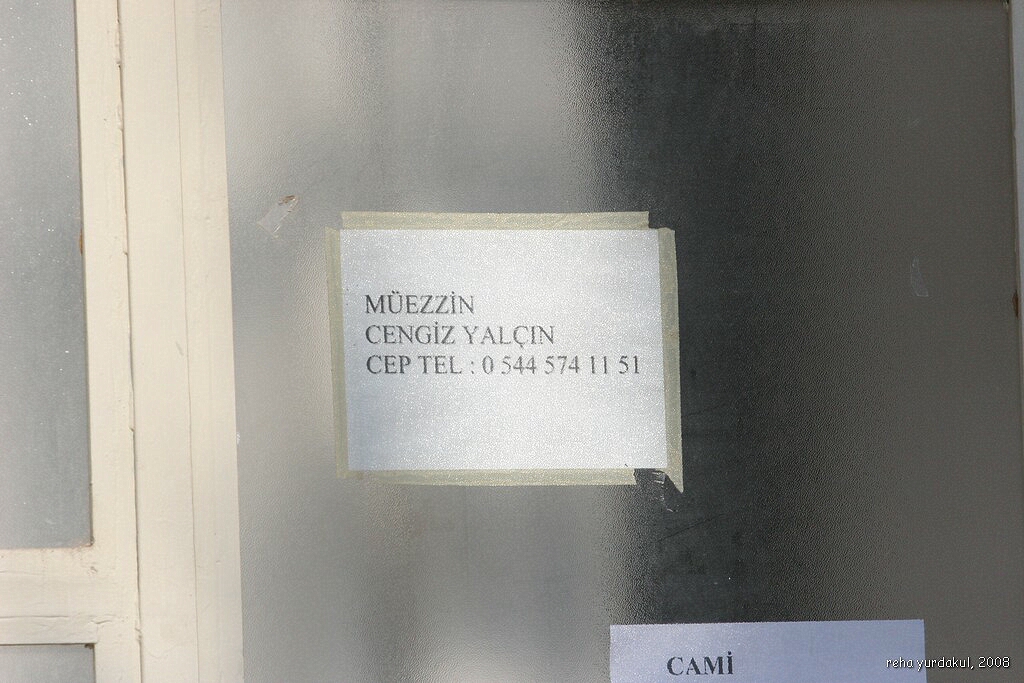 MÜEZZİN
CENGİZ YALÇIN
CEP TEL : 0 544 574 11 51
CAMİ
reha yurdakul, 2008